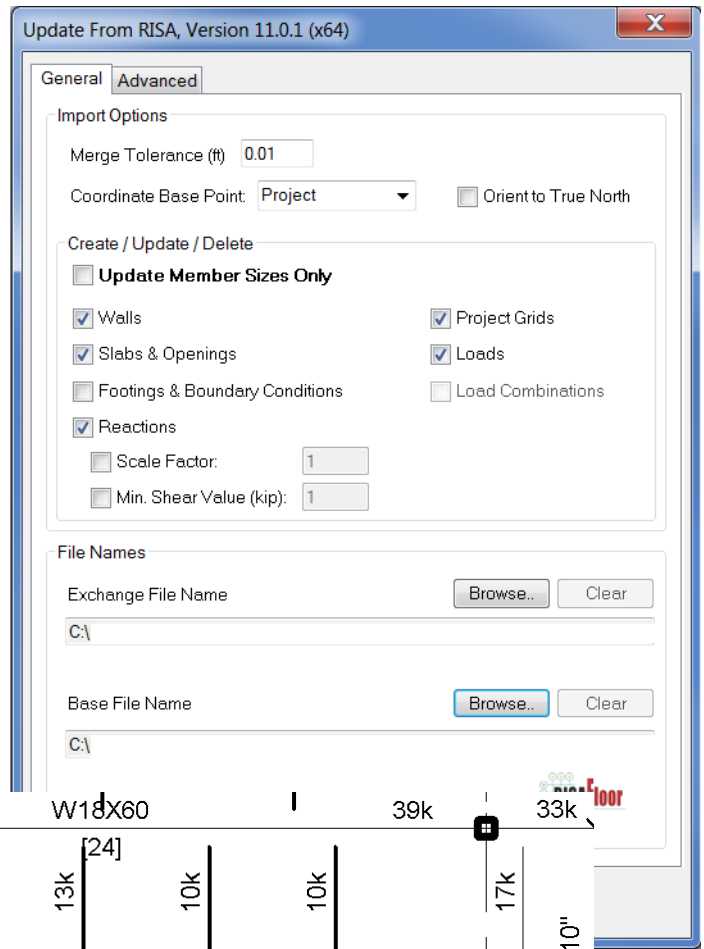 Update From RISA, Version 11.0.1 (x64)
General Advanced
Import Options
Merge Tolerance (ft) 0.01
Coordinate Base Point: Project Orient to True North
Create / Update / Delete
Update Member Sizes Only
Walls Project Grids
Slabs & Openings Loads
Footings & Boundary Conditions Load Combinations
Reactions
Scale Factor: 1
Min. Shear Value (kip): 1
File Names
Exchange File Name Browse.. Clear
C:\
Base File Name Browse.. Clear
C:\
RISAFloor
W18X60 39k 33k
[24]
13k 10k 10k 17k 10"